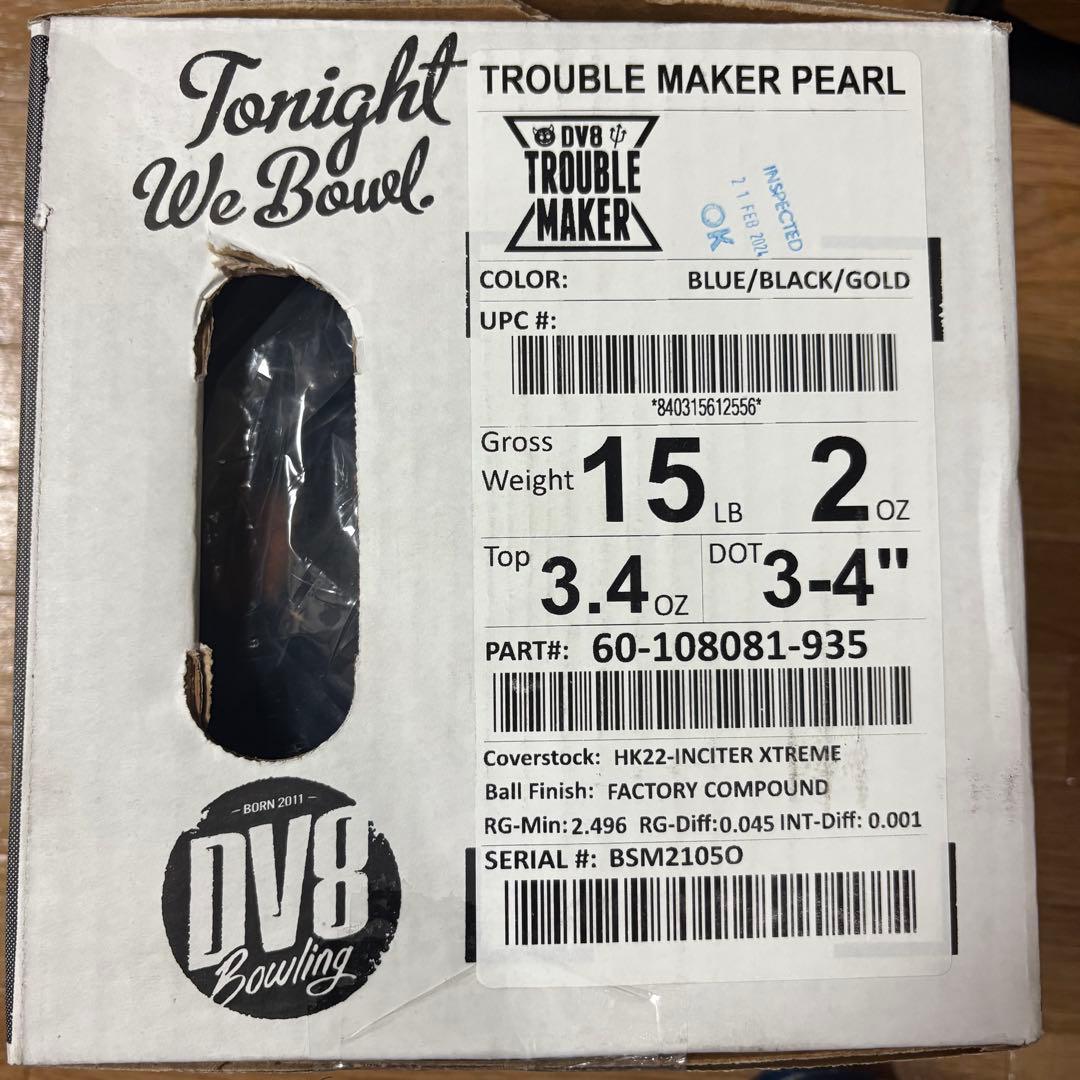 Tonight
We Bowl.
TROUBLE MAKER PEARL
DV8
TROUBLE
MAKER
INSPECTED
21 FEB 2024
OK
COLOR: BLUE/BLACK/GOLD
UPC #:
*840315612556*
Gross Weight 15 LB 2 OZ
Top 3.4 OZ DOT 3-4"
PART#: 60-108081-935
Coverstock: HK22-INCITER XTREME
Ball Finish: FACTORY COMPOUND
RG-Min: 2.496 RG-Diff:0.045 INT-Diff: 0.001
SERIAL #: BSM2105O
- BORN 2011 -
DV8
Bowling